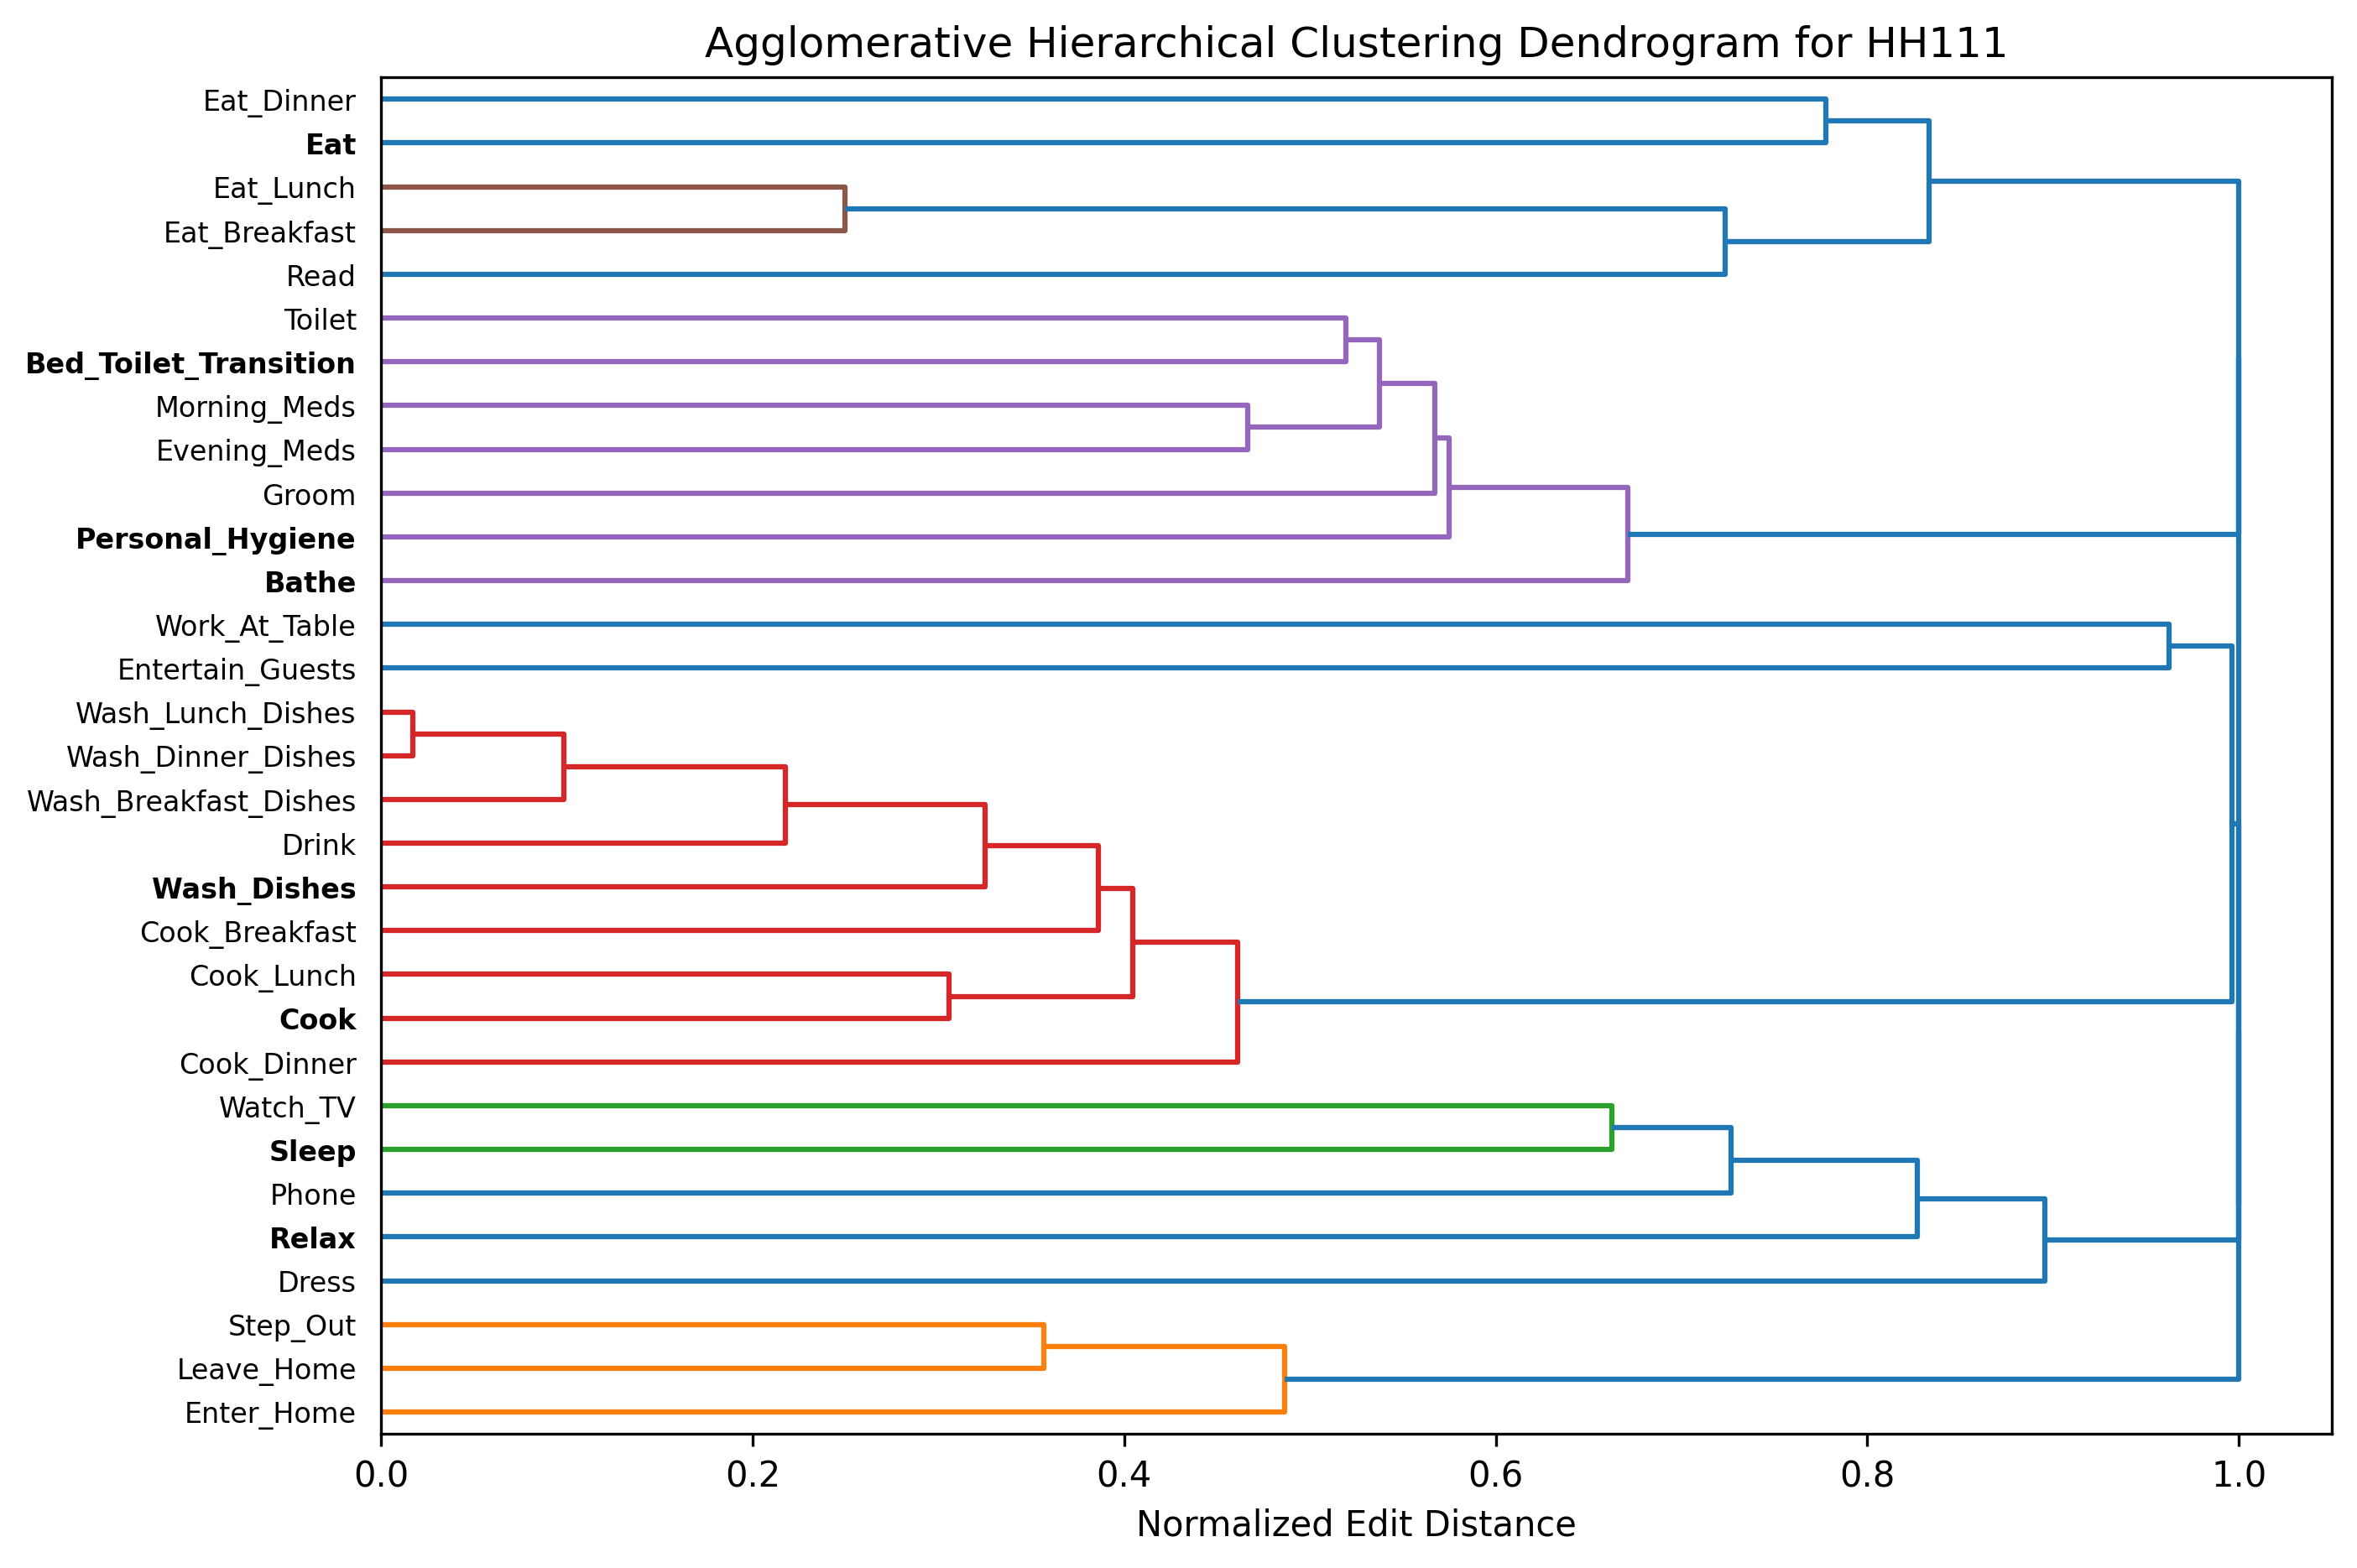 Agglomerative Hierarchical Clustering Dendrogram for HH111
Eat_Dinner
Eat
Eat_Lunch
Eat_Breakfast
Read
Toilet
Bed_Toilet_Transition
Morning_Meds
Evening_Meds
Groom
Personal_Hygiene
Bathe
Work_At_Table
Entertain_Guests
Wash_Lunch_Dishes
Wash_Dinner_Dishes
Wash_Breakfast_Dishes
Drink
Wash_Dishes
Cook_Breakfast
Cook_Lunch
Cook
Cook_Dinner
Watch_TV
Sleep
Phone
Relax
Dress
Step_Out
Leave_Home
Enter_Home
0.0 0.2 0.4 0.6 0.8 1.0
Normalized Edit Distance